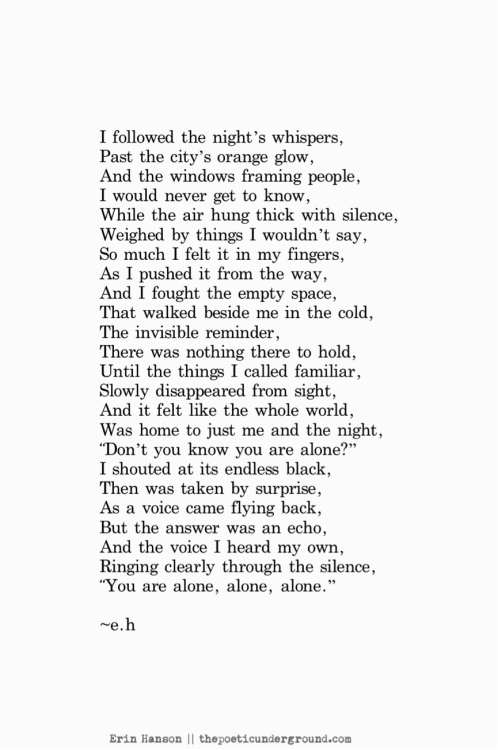 I followed the night’s whispers,
Past the city’s orange glow,
And the windows framing people,
I would never get to know,
While the air hung thick with silence,
Weighed by things I wouldn’t say,
So much I felt it in my fingers,
As I pushed it from the way,
And I fought the empty space,
That walked beside me in the cold,
The invisible reminder,
There was nothing there to hold,
Until the things I called familiar,
Slowly disappeared from sight,
And it felt like the whole world,
Was home to just me and the night,
“Don’t you know you are alone?”
I shouted at its endless black,
Then was taken by surprise,
As a voice came flying back,
But the answer was an echo,
And the voice I heard my own,
Ringing clearly through the silence,
“You are alone, alone, alone.”
~e.h
Erin Hanson || thepoeticunderground.com